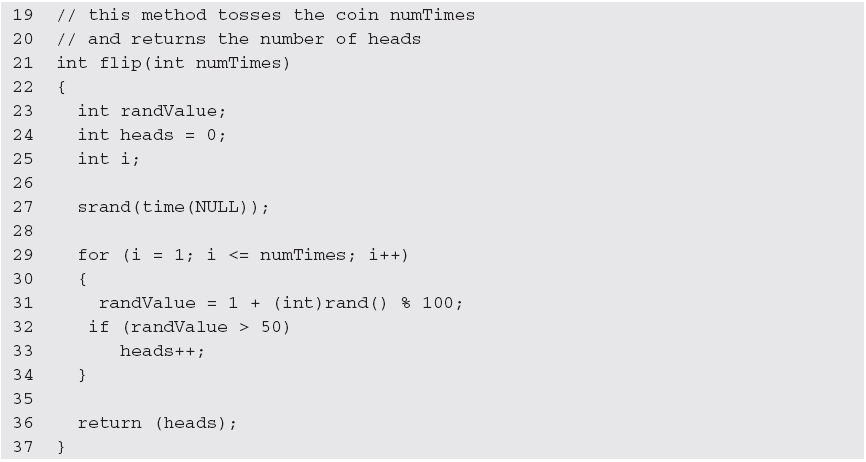 19 // this method tosses the coin numTimes
20 // and returns the number of heads
21 int flip(int numTimes)
22 {
23   int randValue;
24   int heads = 0;
25   int i;
26
27   srand(time(NULL));
28
29   for (i = 1; i <= numTimes; i++)
30   {
31     randValue = 1 + (int)rand() % 100;
32    if (randValue > 50)
33       heads++;
34   }
35
36   return (heads);
37 }